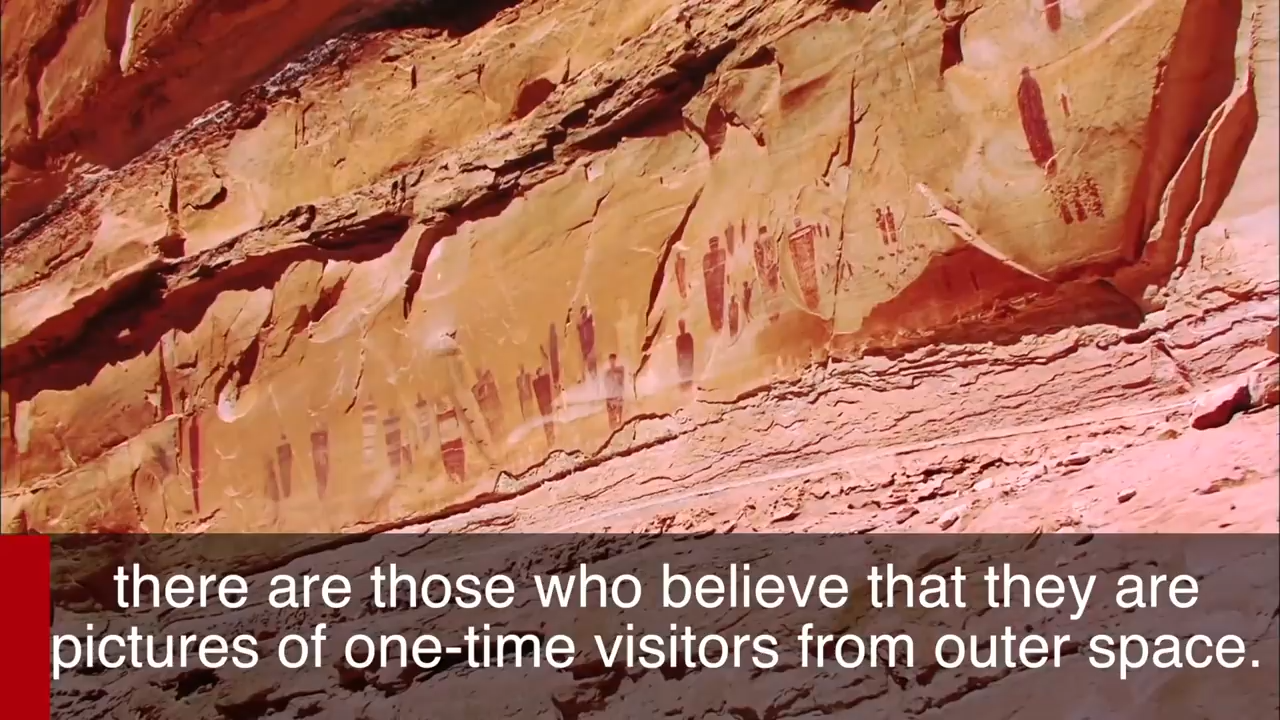 there are those who believe that they are
pictures of one-time visitors from outer space.